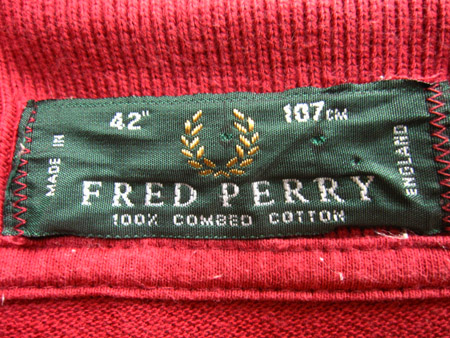 42" 107CM
MADE IN ENGLAND
FRED PERRY
100% COMBED COTTON